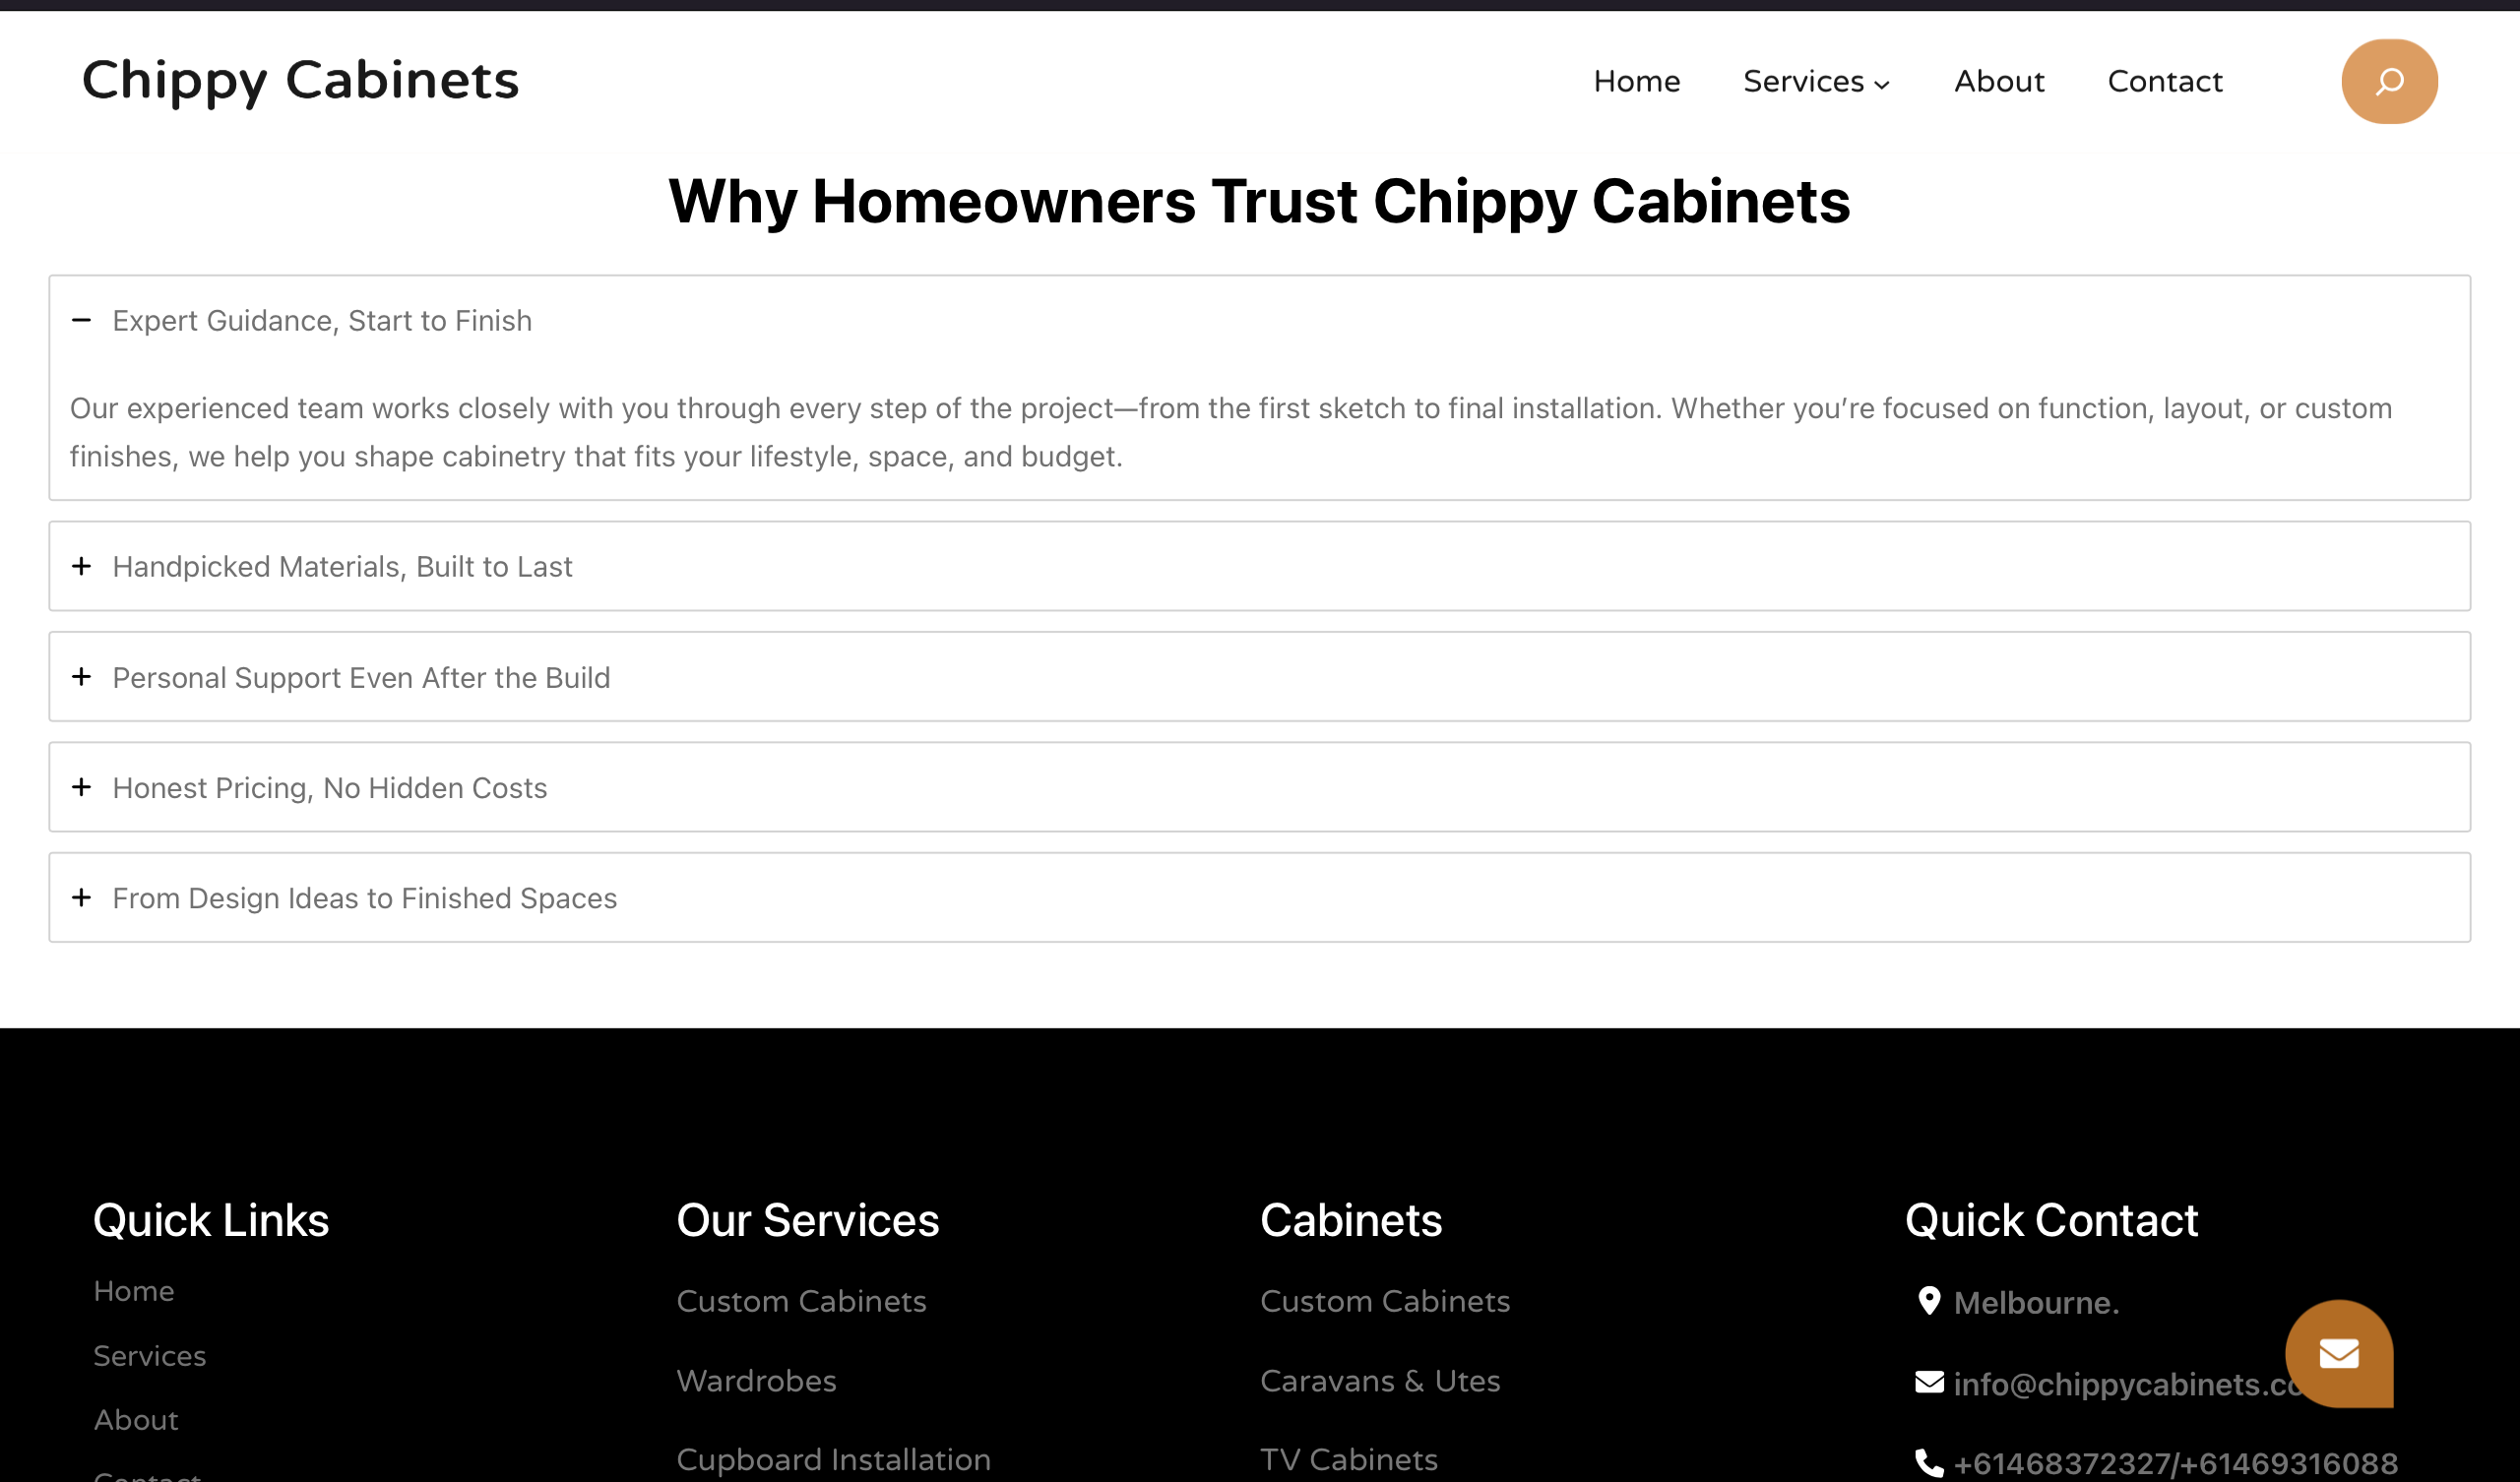 Chippy Cabinets
Home
Services
About
Contact
Why Homeowners Trust Chippy Cabinets
Expert Guidance, Start to Finish
Our experienced team works closely with you through every step of the project—from the first sketch to final installation. Whether you’re focused on function, layout, or custom
finishes, we help you shape cabinetry that fits your lifestyle, space, and budget.
Handpicked Materials, Built to Last
Personal Support Even After the Build
Honest Pricing, No Hidden Costs
From Design Ideas to Finished Spaces
Quick Links
Home
Services
About
Contact
Our Services
Custom Cabinets
Wardrobes
Cupboard Installation
Cabinets
Custom Cabinets
Caravans & Utes
TV Cabinets
Quick Contact
Melbourne.
info@chippycabinets.co
+61468372327/+61469316088